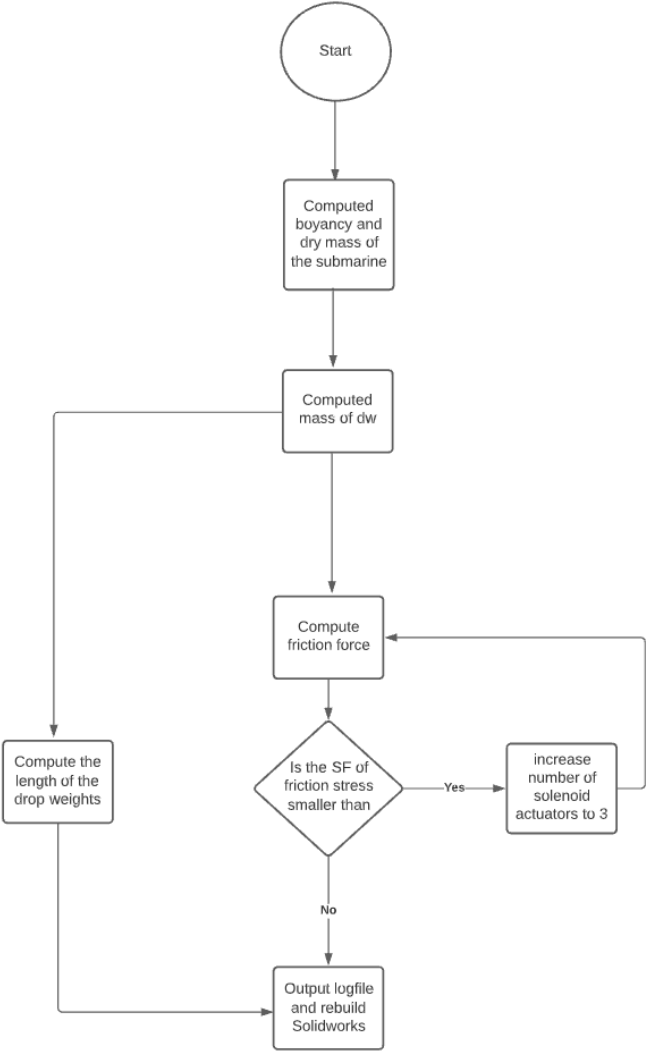 Start
Computed
boyancy and
dry mass of
the submarine
Computed
mass of dw
Compute
friction force
Is the SF of
friction stress
smaller than
Yes
increase
number of
solenoid
actuators to 3
Compute the
length of the
drop weights
No
Output logfile
and rebuild
Solidworks